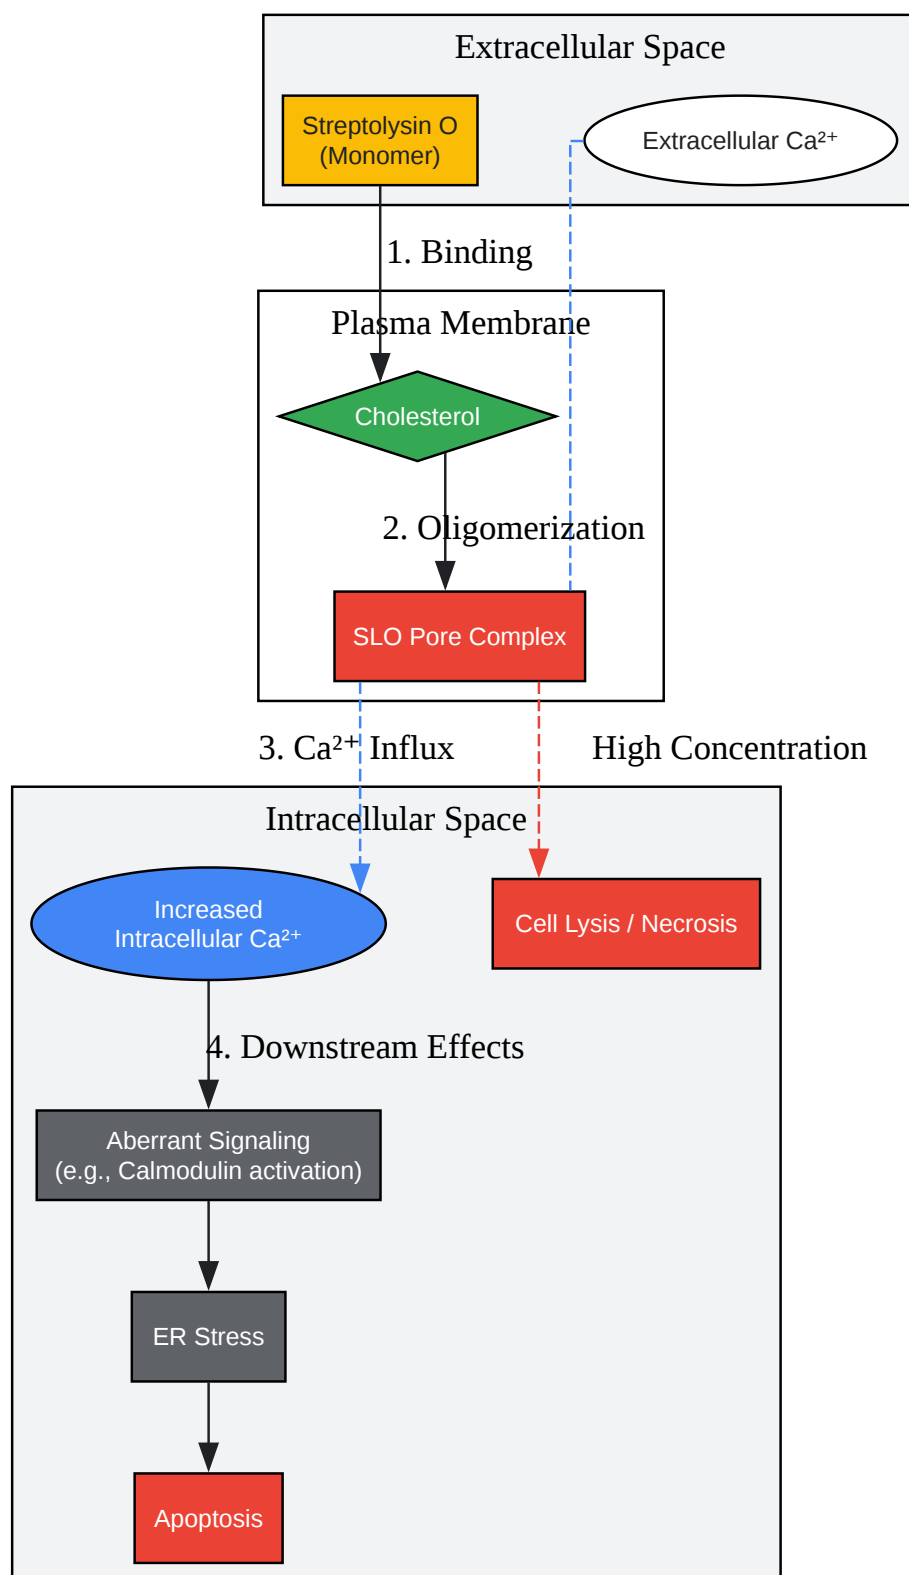 Extracellular Space
Streptolysin O
(Monomer)
Extracellular Ca²⁺
1. Binding
Plasma Membrane
Cholesterol
2. Oligomerization
SLO Pore Complex
3. Ca²⁺ Influx
High Concentration
Intracellular Space
Increased
Intracellular Ca²⁺
Cell Lysis / Necrosis
4. Downstream Effects
Aberrant Signaling
(e.g., Calmodulin activation)
ER Stress
Apoptosis